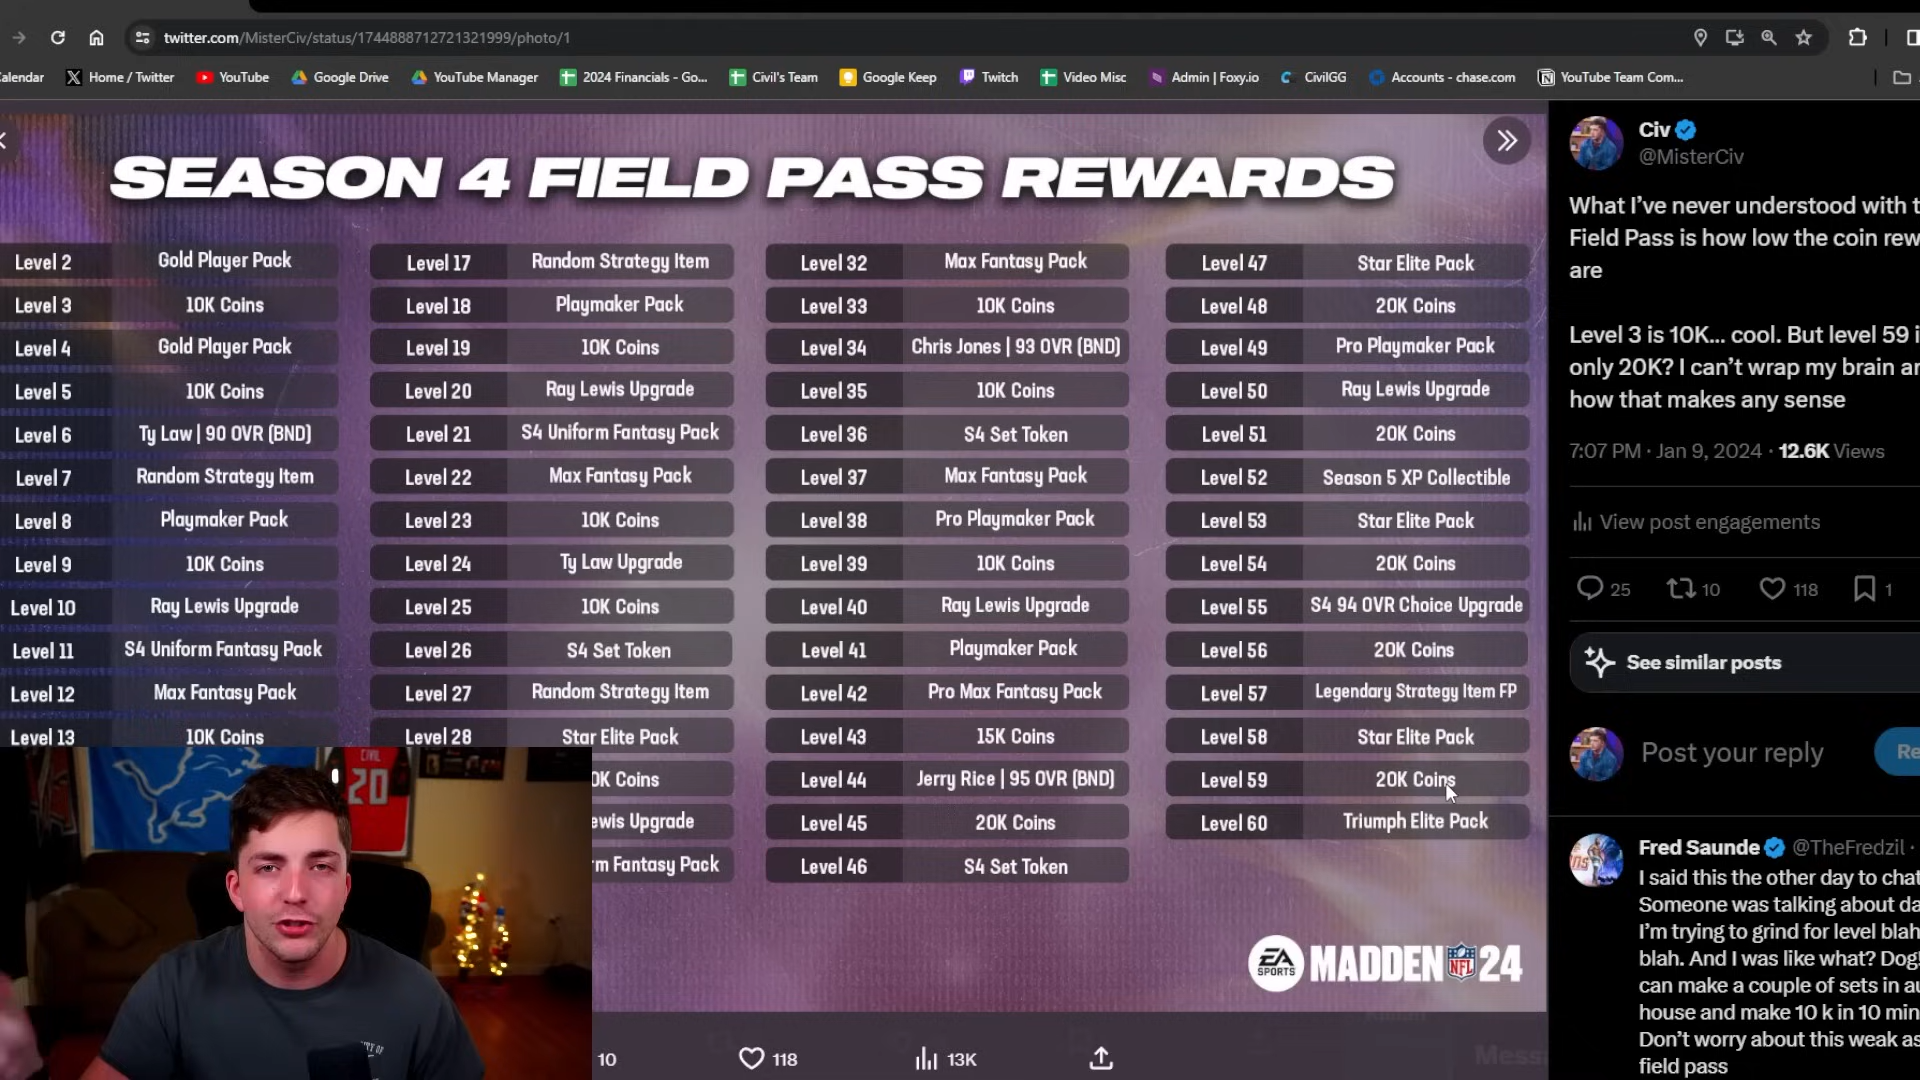 twitter.com/MisterCiv/status/1744888712721321999/photo/1
alendar Home / Twitter YouTube Google Drive YouTube Manager 2024 Financials - Go... Civil's Team Google Keep Twitch Video Misc Admin | Foxy.io CivilGG Accounts - chase.com YouTube Team Com...
SEASON 4 FIELD PASS REWARDS
Level 2 Gold Player Pack
Level 3 10K Coins
Level 4 Gold Player Pack
Level 5 10K Coins
Level 6 Ty Law | 90 OVR (BND)
Level 7 Random Strategy Item
Level 8 Playmaker Pack
Level 9 10K Coins
Level 10 Ray Lewis Upgrade
Level 11 S4 Uniform Fantasy Pack
Level 12 Max Fantasy Pack
Level 13 10K Coins
Level 17 Random Strategy Item
Level 18 Playmaker Pack
Level 19 10K Coins
Level 20 Ray Lewis Upgrade
Level 21 S4 Uniform Fantasy Pack
Level 22 Max Fantasy Pack
Level 23 10K Coins
Level 24 Ty Law Upgrade
Level 25 10K Coins
Level 26 S4 Set Token
Level 27 Random Strategy Item
Level 28 Star Elite Pack
0K Coins
ewis Upgrade
rm Fantasy Pack
Level 32 Max Fantasy Pack
Level 33 10K Coins
Level 34 Chris Jones | 93 OVR (BND)
Level 35 10K Coins
Level 36 S4 Set Token
Level 37 Max Fantasy Pack
Level 38 Pro Playmaker Pack
Level 39 10K Coins
Level 40 Ray Lewis Upgrade
Level 41 Playmaker Pack
Level 42 Pro Max Fantasy Pack
Level 43 15K Coins
Level 44 Jerry Rice | 95 OVR (BND)
Level 45 20K Coins
Level 46 S4 Set Token
Level 47 Star Elite Pack
Level 48 20K Coins
Level 49 Pro Playmaker Pack
Level 50 Ray Lewis Upgrade
Level 51 20K Coins
Level 52 Season 5 XP Collectible
Level 53 Star Elite Pack
Level 54 20K Coins
Level 55 S4 94 OVR Choice Upgrade
Level 56 20K Coins
Level 57 Legendary Strategy Item FP
Level 58 Star Elite Pack
Level 59 20K Coins
Level 60 Triumph Elite Pack
EA SPORTS MADDEN NFL 24
CIVIL
20
10 118 13K
Civ
@MisterCiv
What I've never understood with t
Field Pass is how low the coin rew
are
Level 3 is 10K... cool. But level 59 i
only 20K? I can't wrap my brain ar
how that makes any sense
7:07 PM · Jan 9, 2024 · 12.6K Views
View post engagements
25 10 118 1
See similar posts
Post your reply Re
Fred Saunde @TheFredzil ·
I said this the other day to chat
Someone was talking about da
I'm trying to grind for level blah
blah. And I was like what? Dog!
can make a couple of sets in au
house and make 10 k in 10 min
Don't worry about this weak as
field pass